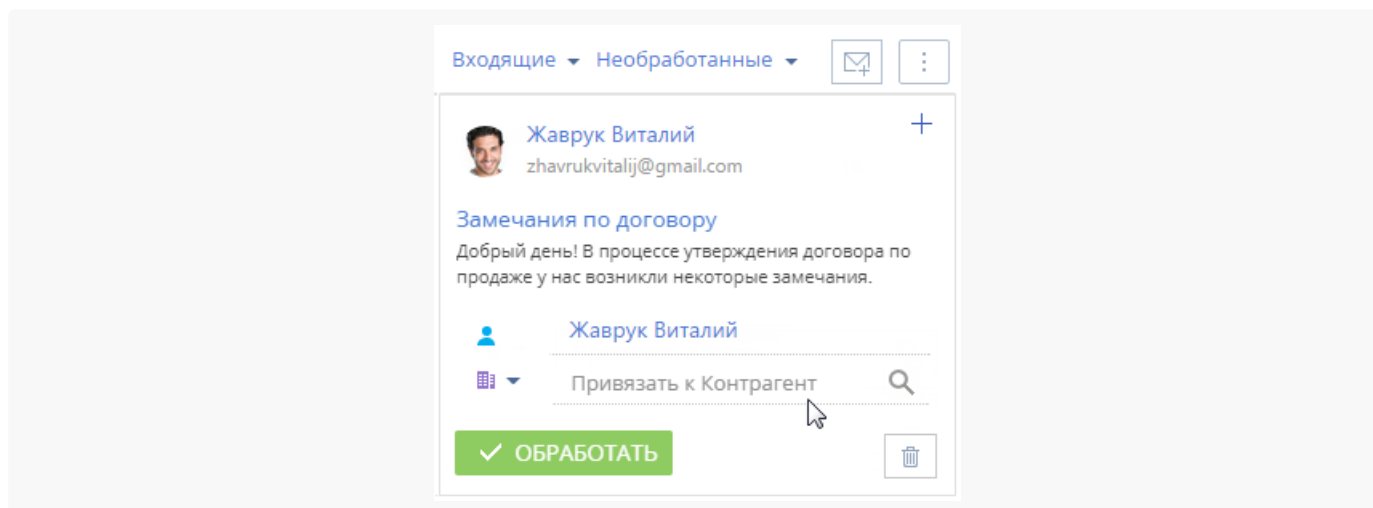 Входящие Необработанные
Жаврук Виталий
zhavrukvitalij@gmail.com
Замечания по договору
Добрый день! В процессе утверждения договора по
продаже у нас возникли некоторые замечания.
Жаврук Виталий
Привязать к Контрагент
ОБРАБОТАТЬ